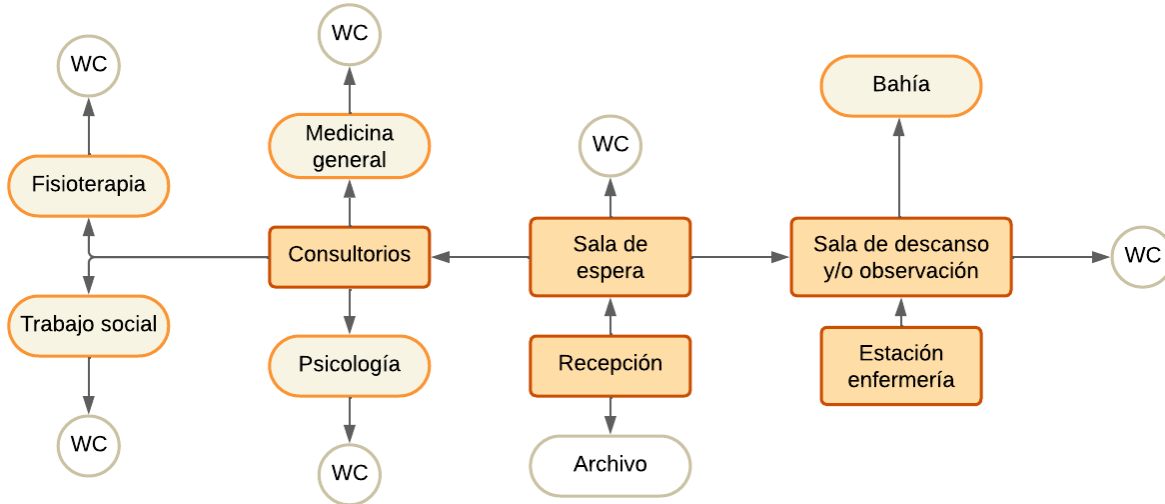 WC
WC
Bahía
Medicina
general
WC
Fisioterapia
Consultorios
Sala de
espera
Sala de descanso
y/o observación
WC
Trabajo social
Psicología
Recepción
Estación
enfermería
WC
WC
Archivo